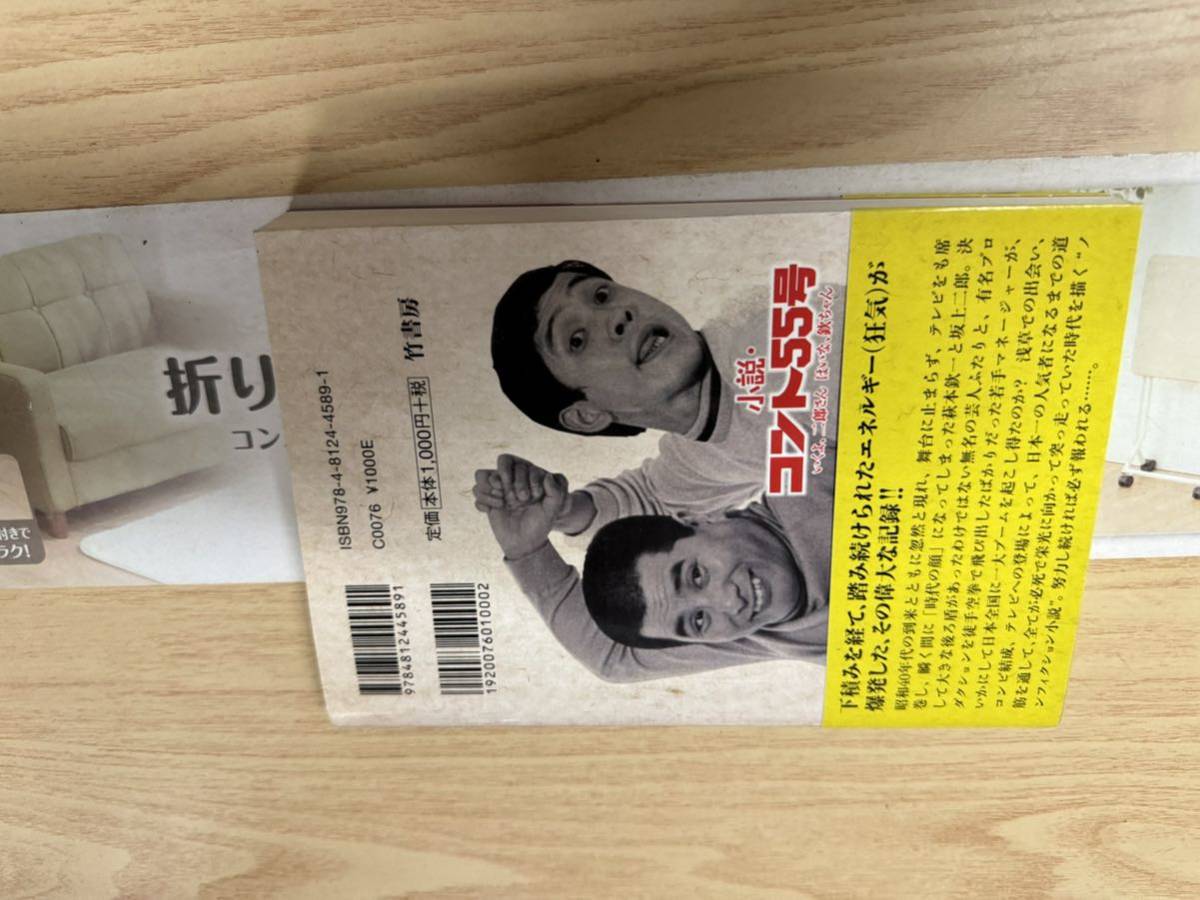 ISBN978-4-8124-4589-1
C0076 ¥1000E
定価 本体1,000円+税 竹書房
9784812445891
1920076010002
小説・
コント55号
いくよ。二郎さん はいな、欽ちゃん
下積みを経て、踏み続けられたエネルギー(狂気)が
爆発した、その偉大な記録!!
昭和40年代の到来とともに忽然と現れ、舞台に止まらず、テレビをも席
巻し、瞬く間に「時代の顔」になってしまった萩本欽一と坂上二郎。決
して大きな後ろ盾があったわけではない無名の芸人ふたりと、有名プロ
ダクションを徒手空拳で飛び出したばかりだった若手マネージャーが、
いかにして日本全国に一大ブームを起こし得たのか? 浅草での出会い、
コンビ結成、テレビへの登場によって、日本一の人気者になるまでの道
筋を通して、全てが必死で栄光に向かって突っ走っていた時代を描く“ノ
ンフィクション小説”。努力し続ければ必ず報われる……。
折り
コン
付きで
ラク!